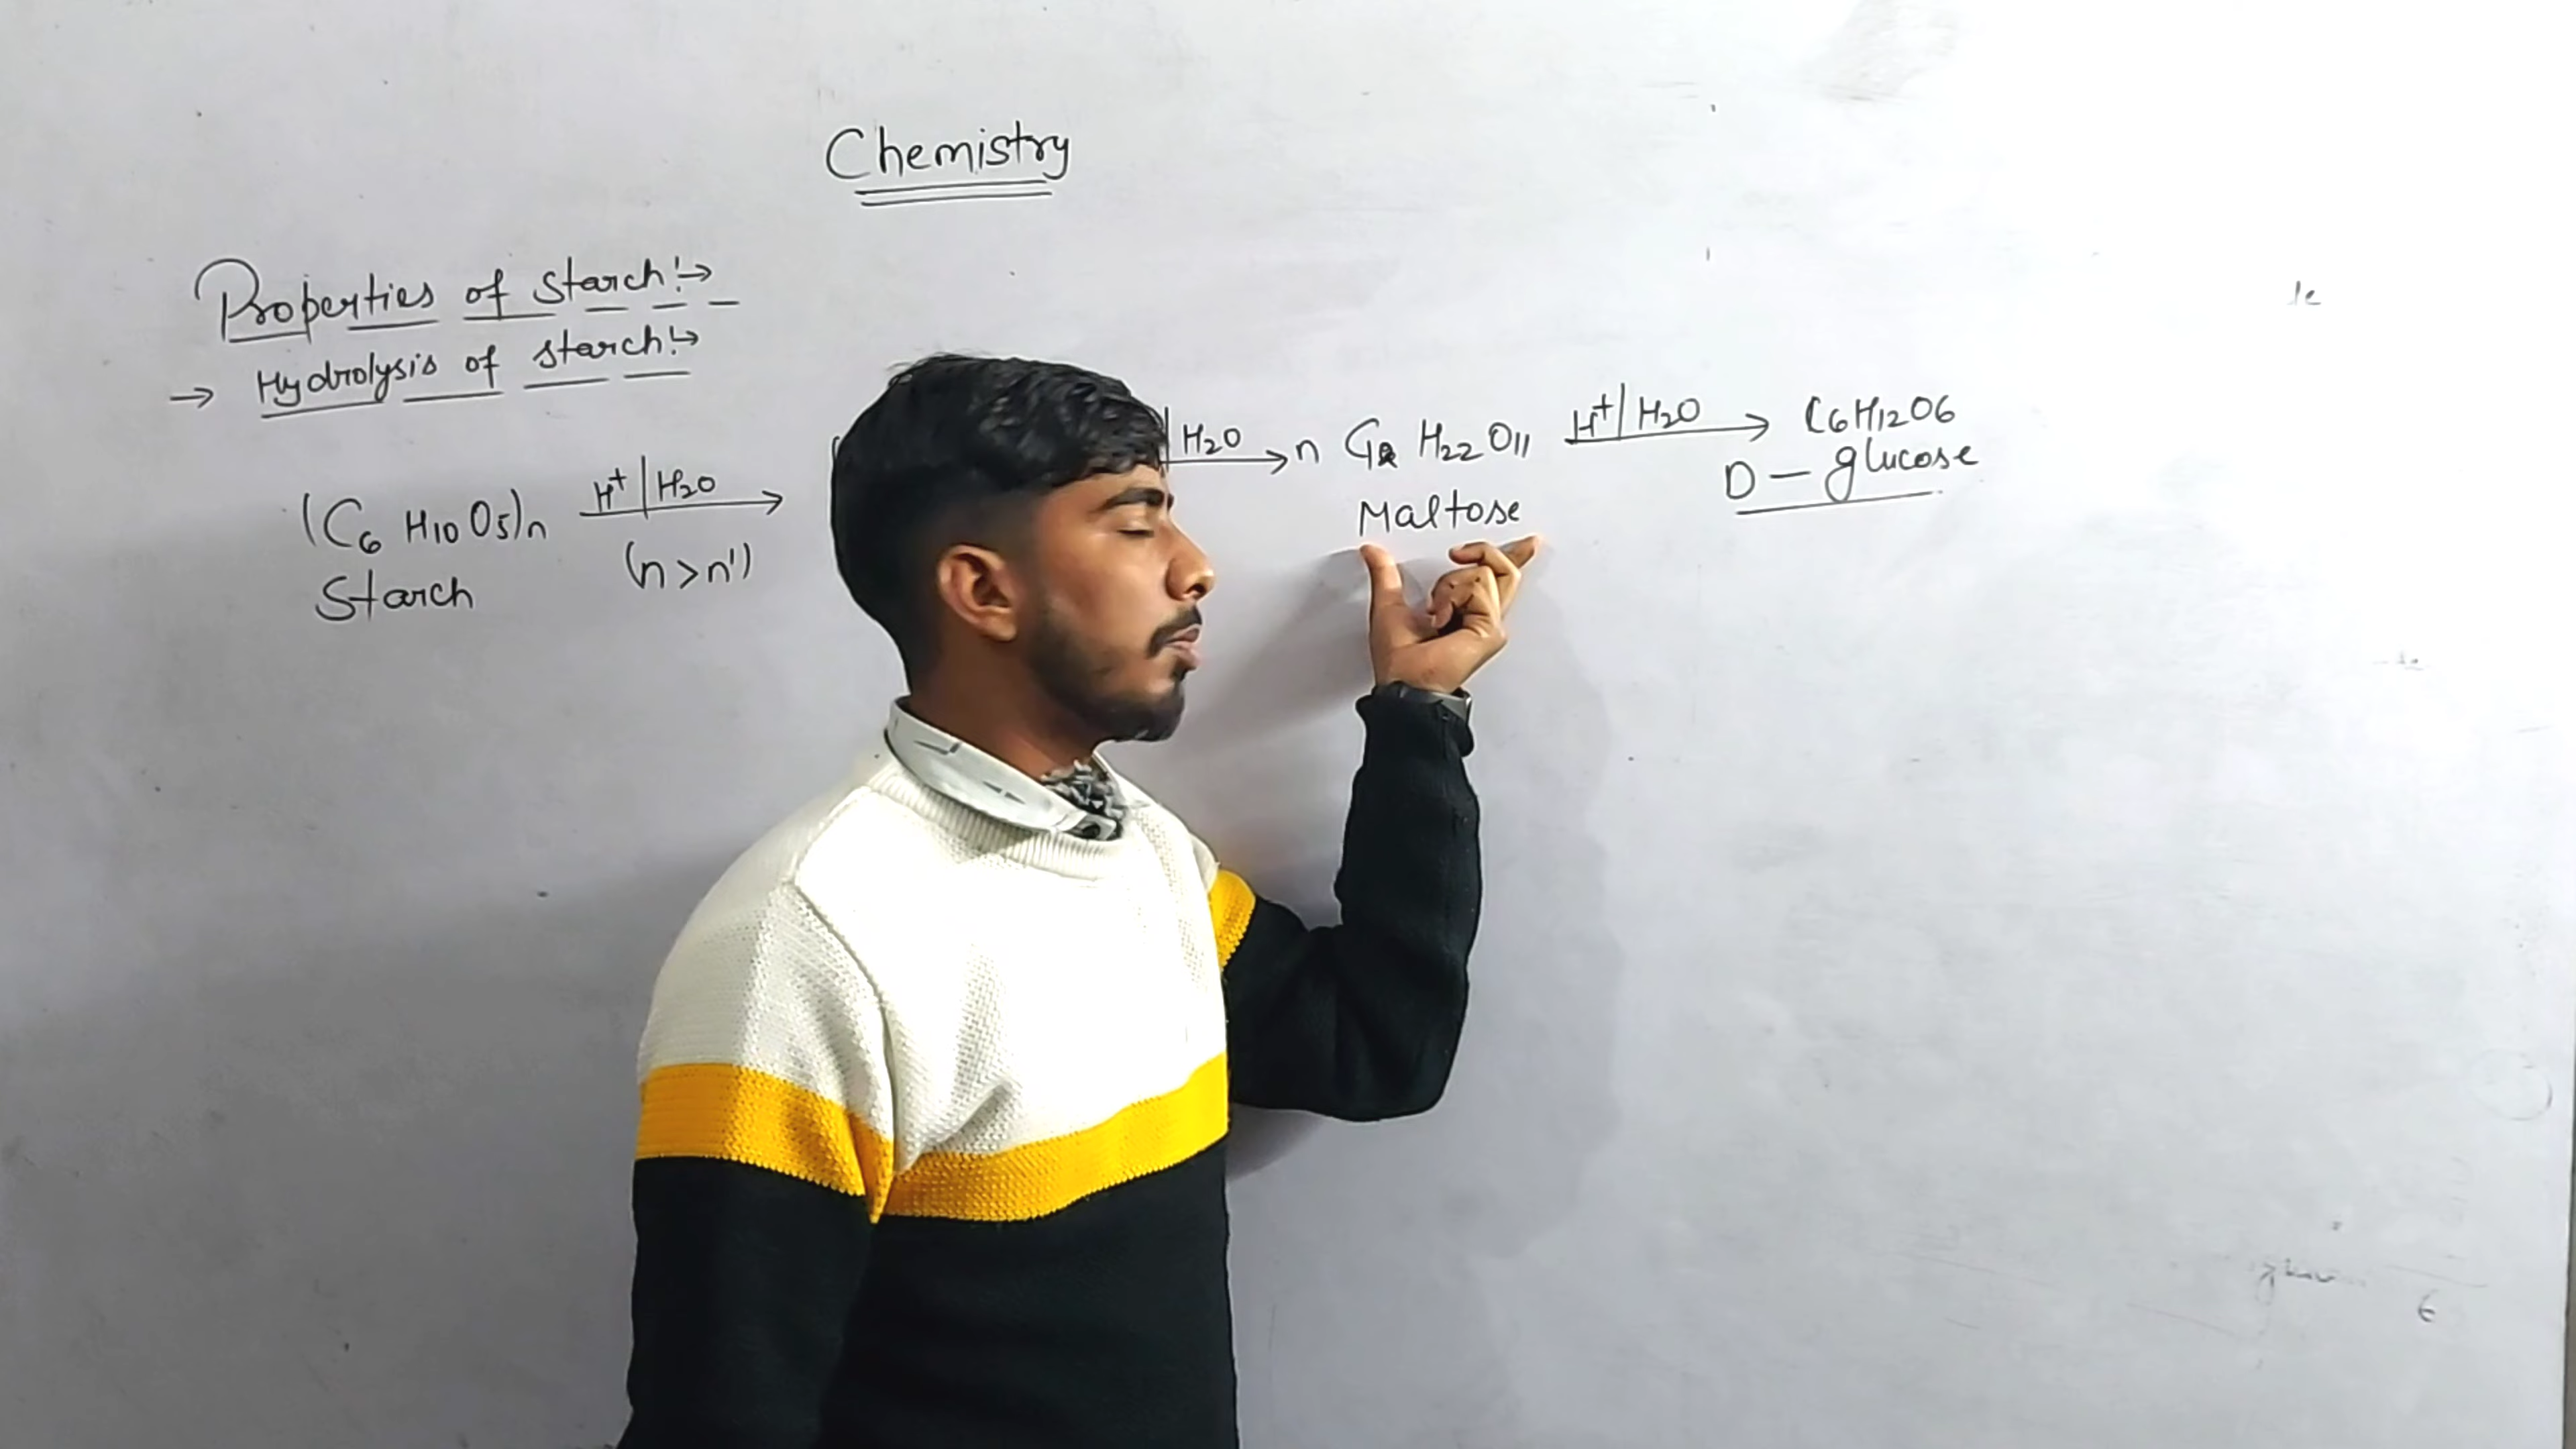 Chemistry
Properties of starch:→
→ Hydrolysis of starch:→
(C6 H10 O5)n H+/H2O → (n>n') H2O → n C12 H22 O11 H+/H2O → C6H12O6
Starch Maltose D - glucose